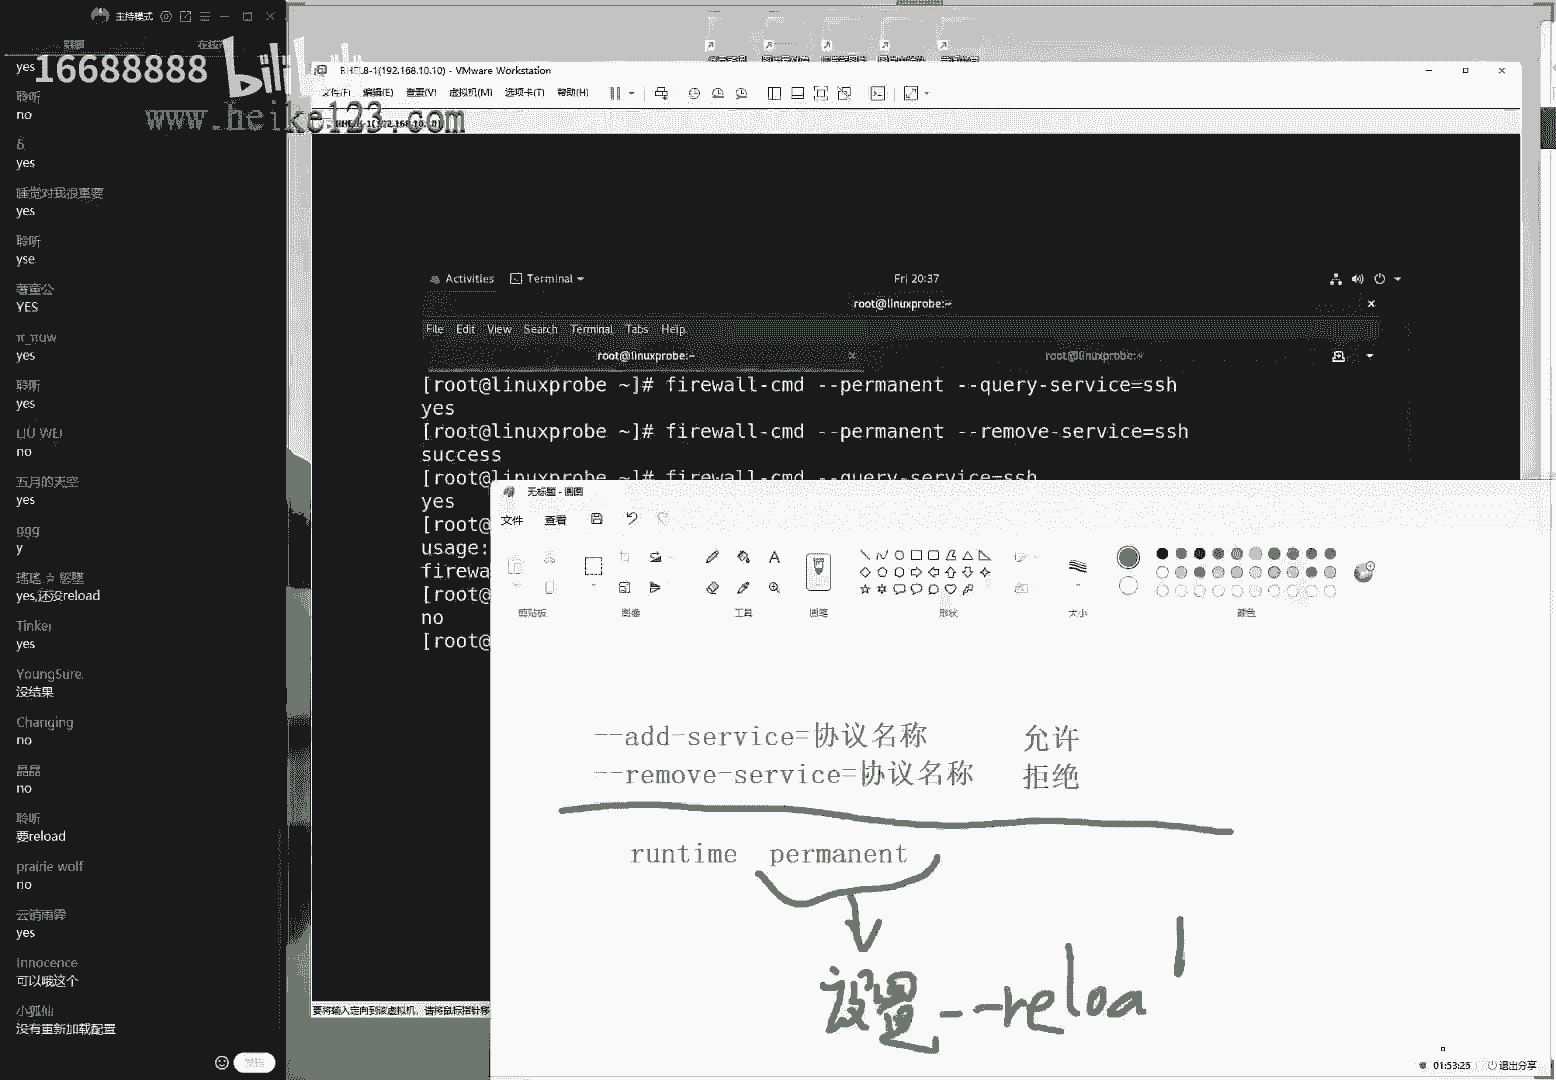 主持模式
16688888 bilibili
www.heike123.com
yes
聆听
no
δ
yes
睡觉对我很重要
yes
聆听
yse
著童公
YES
yes
聆听
yes
LIU WEI
no
五月的天空
yes
ggg
y
yes,还没reload
Tinker
yes
YoungSure.
没结果
Changing
no
晶晶
no
聆听
要reload
prairie wolf
no
云销雨霁
yes
Innocence
可以哦这个
小狐仙
没有重新加载配置
发送
RHEL8-1(192.168.10.10) - VMware Workstation
文件(F) 编辑(E) 查看(V) 虚拟机(M) 选项卡(T) 帮助(H)
RHEL8-1(192.168.10.10)
Activities Terminal Fri 20:37
root@linuxprobe:~
File Edit View Search Terminal Tabs Help
root@linuxprobe:~ root@linuxprobe:~
[root@linuxprobe ~]# firewall-cmd --permanent --query-service=ssh
yes
[root@linuxprobe ~]# firewall-cmd --permanent --remove-service=ssh
success
[root@linuxprobe ~]# firewall-cmd --query-service=ssh
yes
[root@
usage:
firewa
[root@
no
[root@
要将输入定向到该虚拟机，请将鼠标指针移
无标题 - 画图
文件 查看
剪贴板 图像 工具 画笔 形状 大小 颜色
--add-service=协议名称 允许
--remove-service=协议名称 拒绝
runtime permanent
设置 --reloa
01:53:25 退出分享